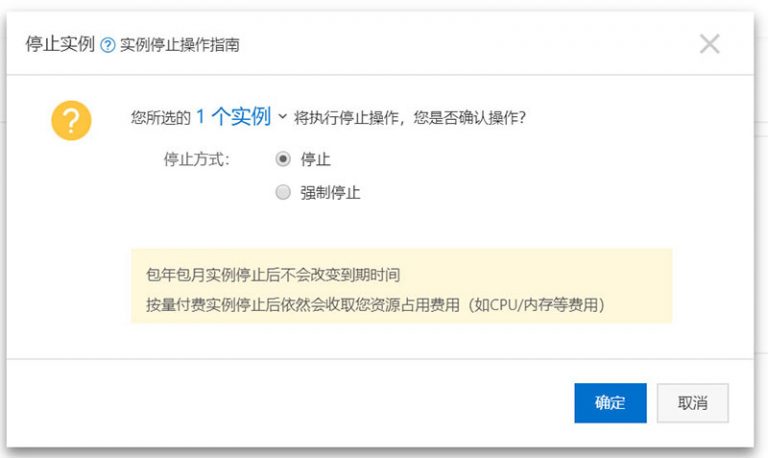 停止实例 ? 实例停止操作指南
?
您所选的 1 个实例 将执行停止操作，您是否确认操作?
停止方式： 停止
强制停止
包年包月实例停止后不会改变到期时间
按量付费实例停止后依然会收取您资源占用费用（如CPU/内存等费用）
确定 取消